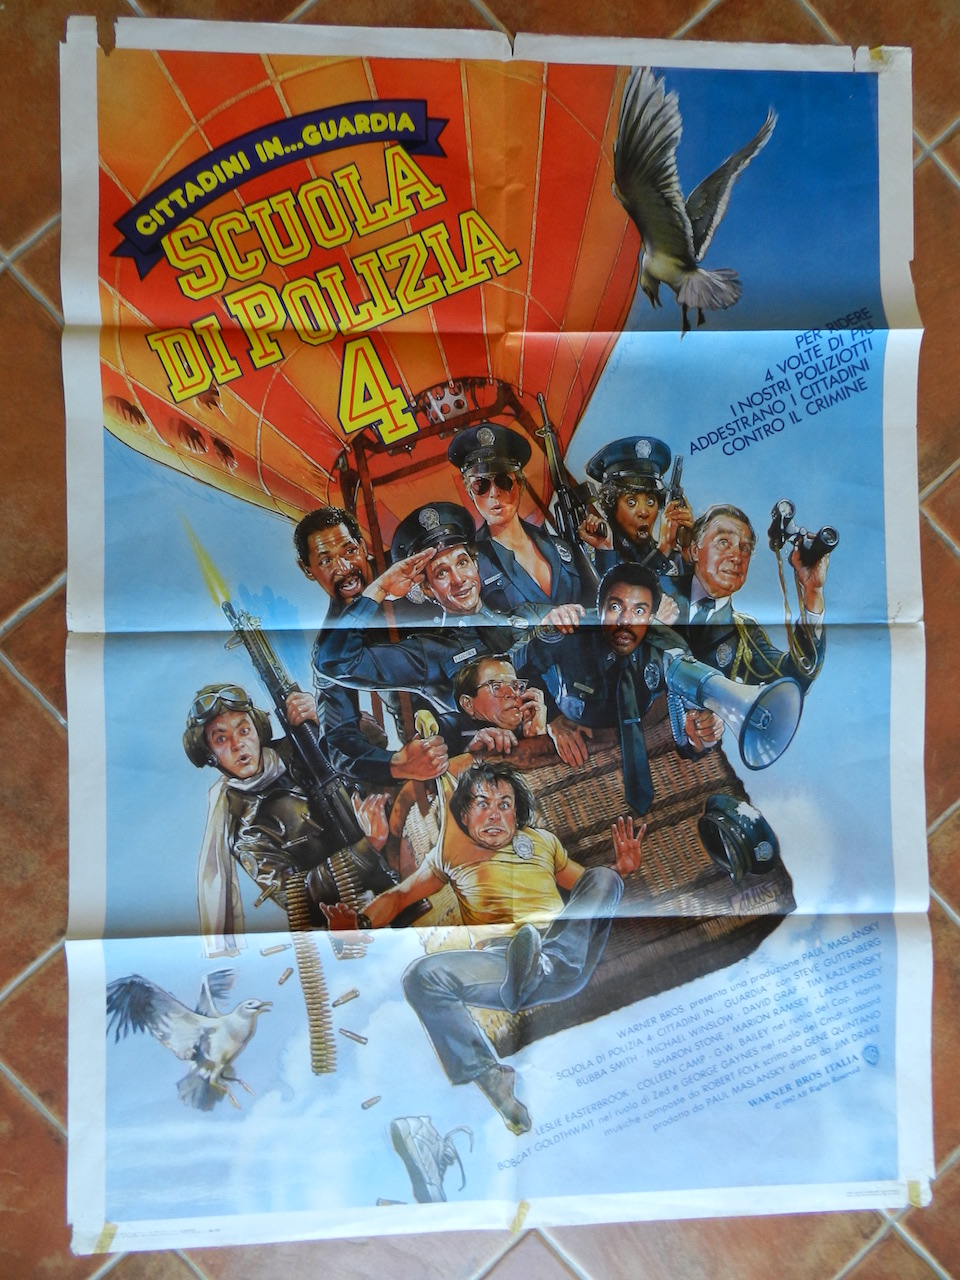 CITTADINI IN...GUARDIA
SCUOLA
DI POLIZIA
4
PER RIDERE
4 VOLTE DI PIÙ
I NOSTRI POLIZIOTTI
ADDESTRANO I CITTADINI
CONTRO IL CRIMINE
WARNER BROS presenta una produzione PAUL MASLANSKY
SCUOLA DI POLIZIA 4: CITTADINI IN... GUARDIA con STEVE GUTTENBERG
BUBBA SMITH · MICHAEL WINSLOW · DAVID GRAF · TIM KAZURINSKY
SHARON STONE · MARION RAMSEY · LANCE KINSEY
LESLIE EASTERBROOK · COLLEEN CAMP · G.W. BAILEY nel ruolo del Cap. Harris
BOBCAT GOLDTHWAIT nel ruolo di Zed e GEORGE GAYNES nel ruolo del Cmdr. Lassard
musiche composte da ROBERT FOLK scritto da GENE QUINTANO
prodotto da PAUL MASLANSKY diretto da JIM DRAKE
WARNER BROS ITALIA
All Rights Reserved